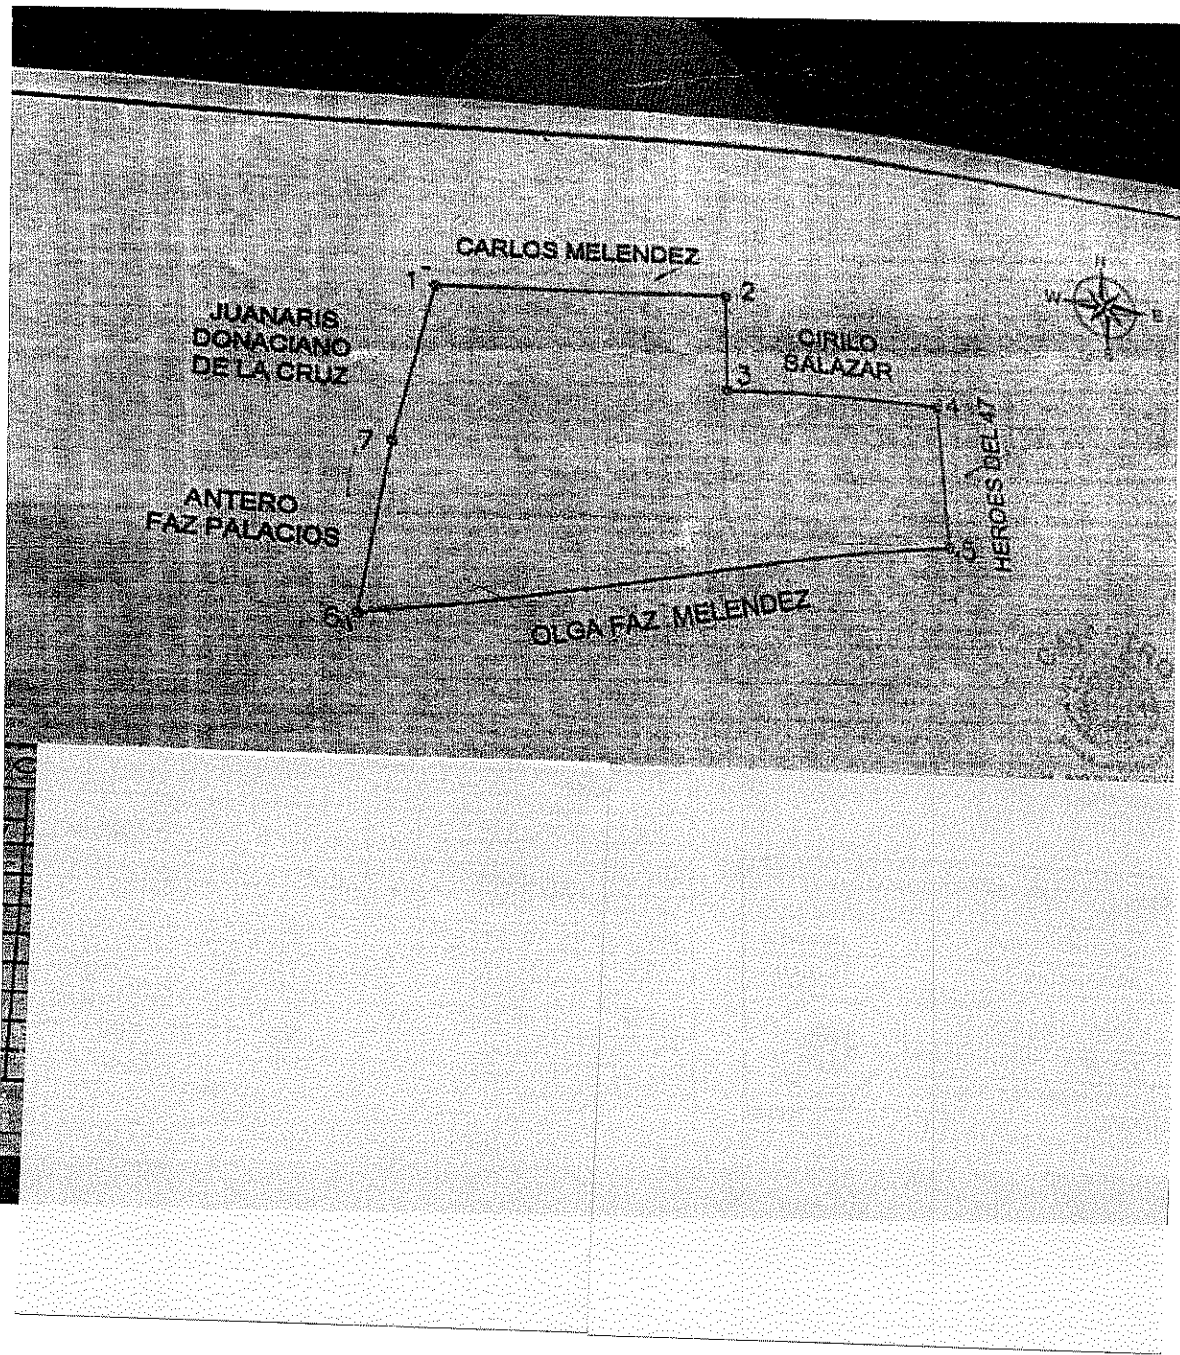 CARLOS MELENDEZ
1
2
N
W
E
S
JUANARIS
DONACIANO
DE LA CRUZ
CIRILO
SALAZAR
3
4
HEROES DEL 47
7
ANTERO
FAZ PALACIOS
5
6
OLGA FAZ MELENDEZ